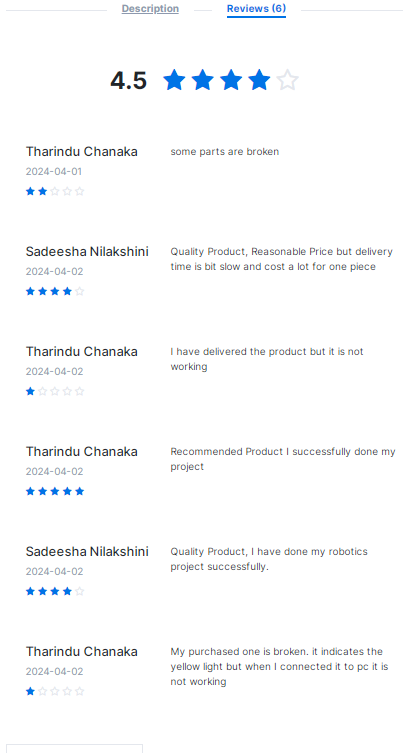 Description Reviews (6)
4.5
Tharindu Chanaka
2024-04-01
some parts are broken
Sadeesha Nilakshini
2024-04-02
Quality Product, Reasonable Price but delivery
time is bit slow and cost a lot for one piece
Tharindu Chanaka
2024-04-02
I have delivered the product but it is not
working
Tharindu Chanaka
2024-04-02
Recommended Product I successfully done my
project
Sadeesha Nilakshini
2024-04-02
Quality Product, I have done my robotics
project successfully.
Tharindu Chanaka
2024-04-02
My purchased one is broken. it indicates the
yellow light but when I connected it to pc it is
not working